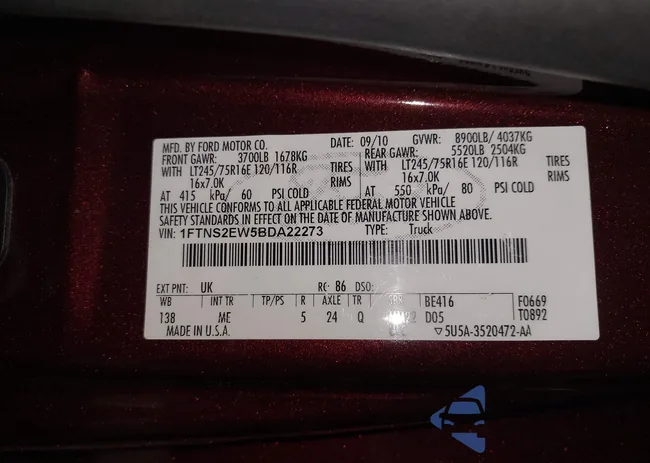 MFD. BY FORD MOTOR CO. DATE: 09/10 GVWR: 8900LB/ 4037KG
FRONT GAWR: 3700LB 1678KG REAR GAWR: 5520LB 2504KG
WITH LT245/75R16E 120/116R TIRES WITH LT245/75R16E 120/116R TIRES
16x7.0K RIMS 16x7.0K RIMS
AT 415 kPa/ 60 PSI COLD AT 550 kPa/ 80 PSI COLD
THIS VEHICLE CONFORMS TO ALL APPLICABLE FEDERAL MOTOR VEHICLE
SAFETY STANDARDS IN EFFECT ON THE DATE OF MANUFACTURE SHOWN ABOVE.
VIN: 1FTNS2EW5BDA22273 TYPE: Truck
EXT PNT: UK RC: 86 DSO:
WB INT TR TP/PS R AXLE TR BE416 F0669
138 ME 5 24 Q D05 T0892
MADE IN U.S.A. 5U5A-3520472-AA